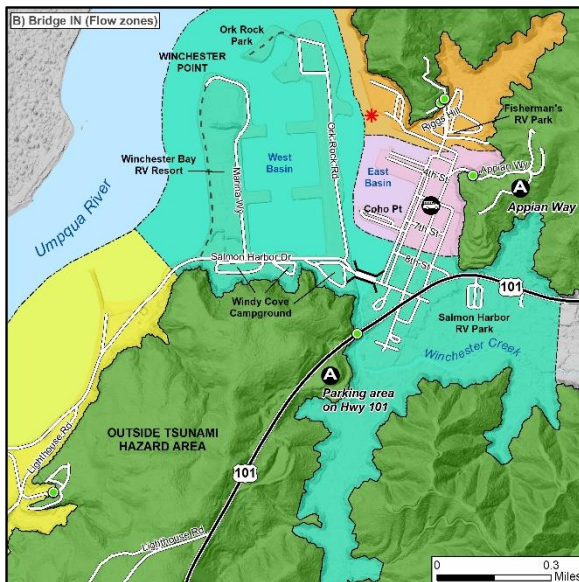 B) Bridge IN (Flow zones)
Ork Rock
Park
WINCHESTER
POINT
Riggs Hill
Fisherman's
RV Park
Ork Rock Rd
Winchester Bay
RV Resort
Marina Wy
West
Basin
East
Basin
4th St
Appian Wy
A
Appian Way
Umpqua River
Coho Pt
7th St
Salmon Harbor Dr
8th St
101
Windy Cove
Campground
Salmon Harbor
RV Park
Winchester Creek
A
Parking area
on Hwy 101
OUTSIDE TSUNAMI
HAZARD AREA
Lighthouse Rd
101
Lighthouse Rd
0 0.3
Miles